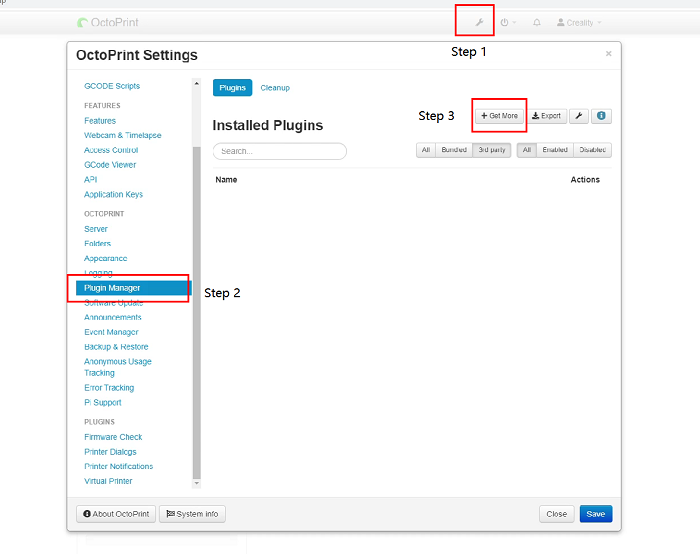 OctoPrint
Creality
Step 1
OctoPrint Settings
×
GCODE Scripts
FEATURES
Features
Webcam & Timelapse
Access Control
GCode Viewer
API
Application Keys
OCTOPRINT
Server
Folders
Appearance
Logging
Plugin Manager
Software Update
Announcements
Event Manager
Backup & Restore
Anonymous Usage
Tracking
Error Tracking
Pi Support
PLUGINS
Firmware Check
Printer Dialogs
Printer Notifications
Virtual Printer
Step 2
Plugins Cleanup
Step 3
+ Get More Export
Installed Plugins
Search...
All Bundled 3rd party All Enabled Disabled
Name Actions
About OctoPrint System info
Close Save